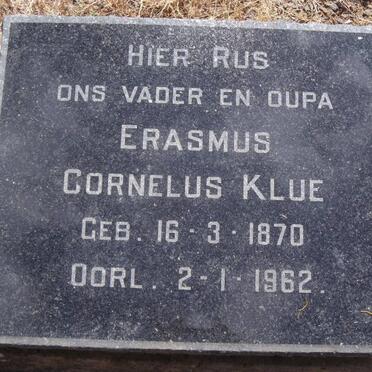 HIER RUS
ONS VADER EN OUPA
ERASMUS
CORNELUS KLUE
GEB. 16-3-1870
OORL. 2-1-1962.